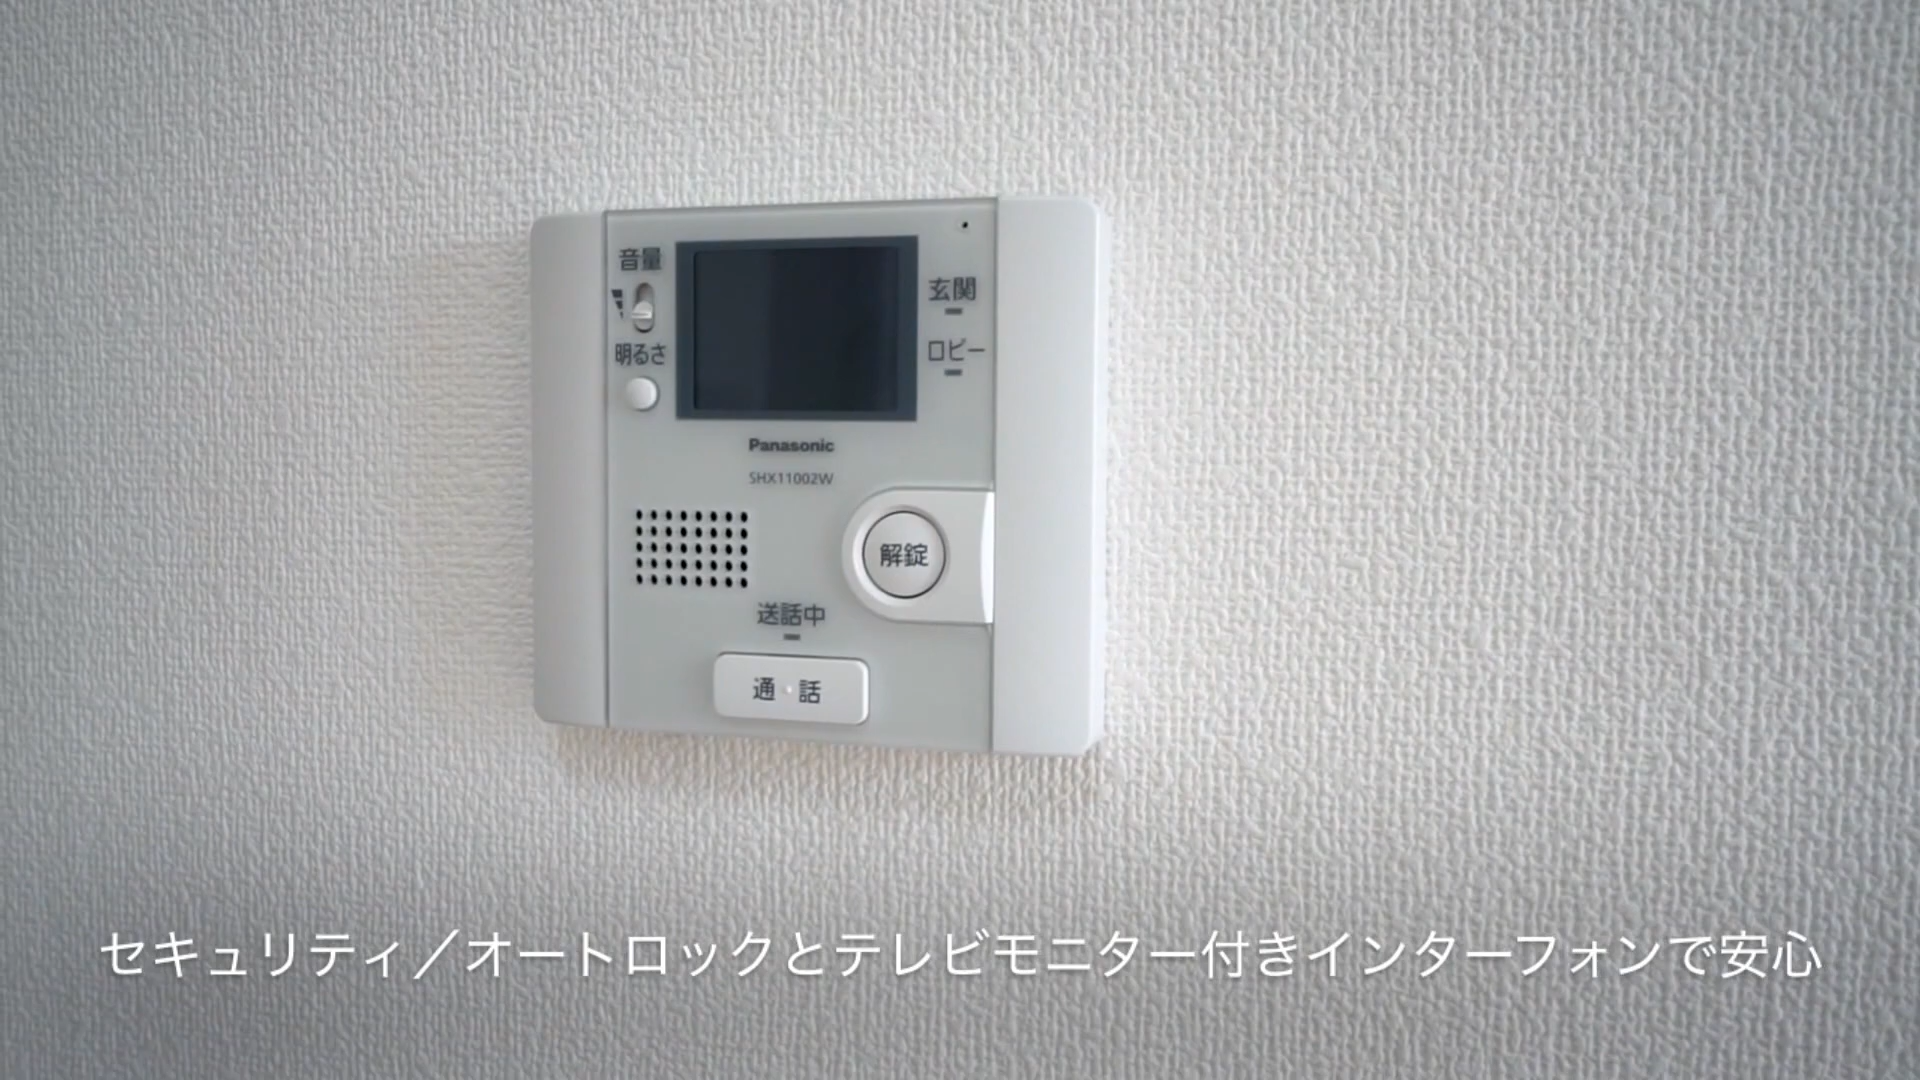 音量
明るさ
玄関
ロビー
Panasonic
SHX11002W
解錠
送話中
通・話
セキュリティ／オートロックとテレビモニター付きインターフォンで安心